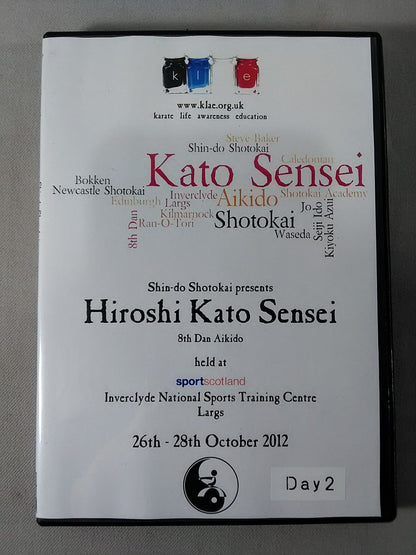 k l e
www.klae.org.uk
karate life awareness education
Steve Baker
Shin-do Shotokai
Caledonian
Kato Sensei
Bokken
Newcastle Shotokai
Inverclyde
Aikido
Shotokai Academy
Edinburgh
Largs
Jo
Kilmarnock
Shotokai
8th Dan
Ran-O-Tori
Waseda
Seiji Ido
Kiyoku Azui
Shin-do Shotokai presents
Hiroshi Kato Sensei
8th Dan Aikido
held at
sportscotland
Inverclyde National Sports Training Centre
Largs
26th - 28th October 2012
Day 2